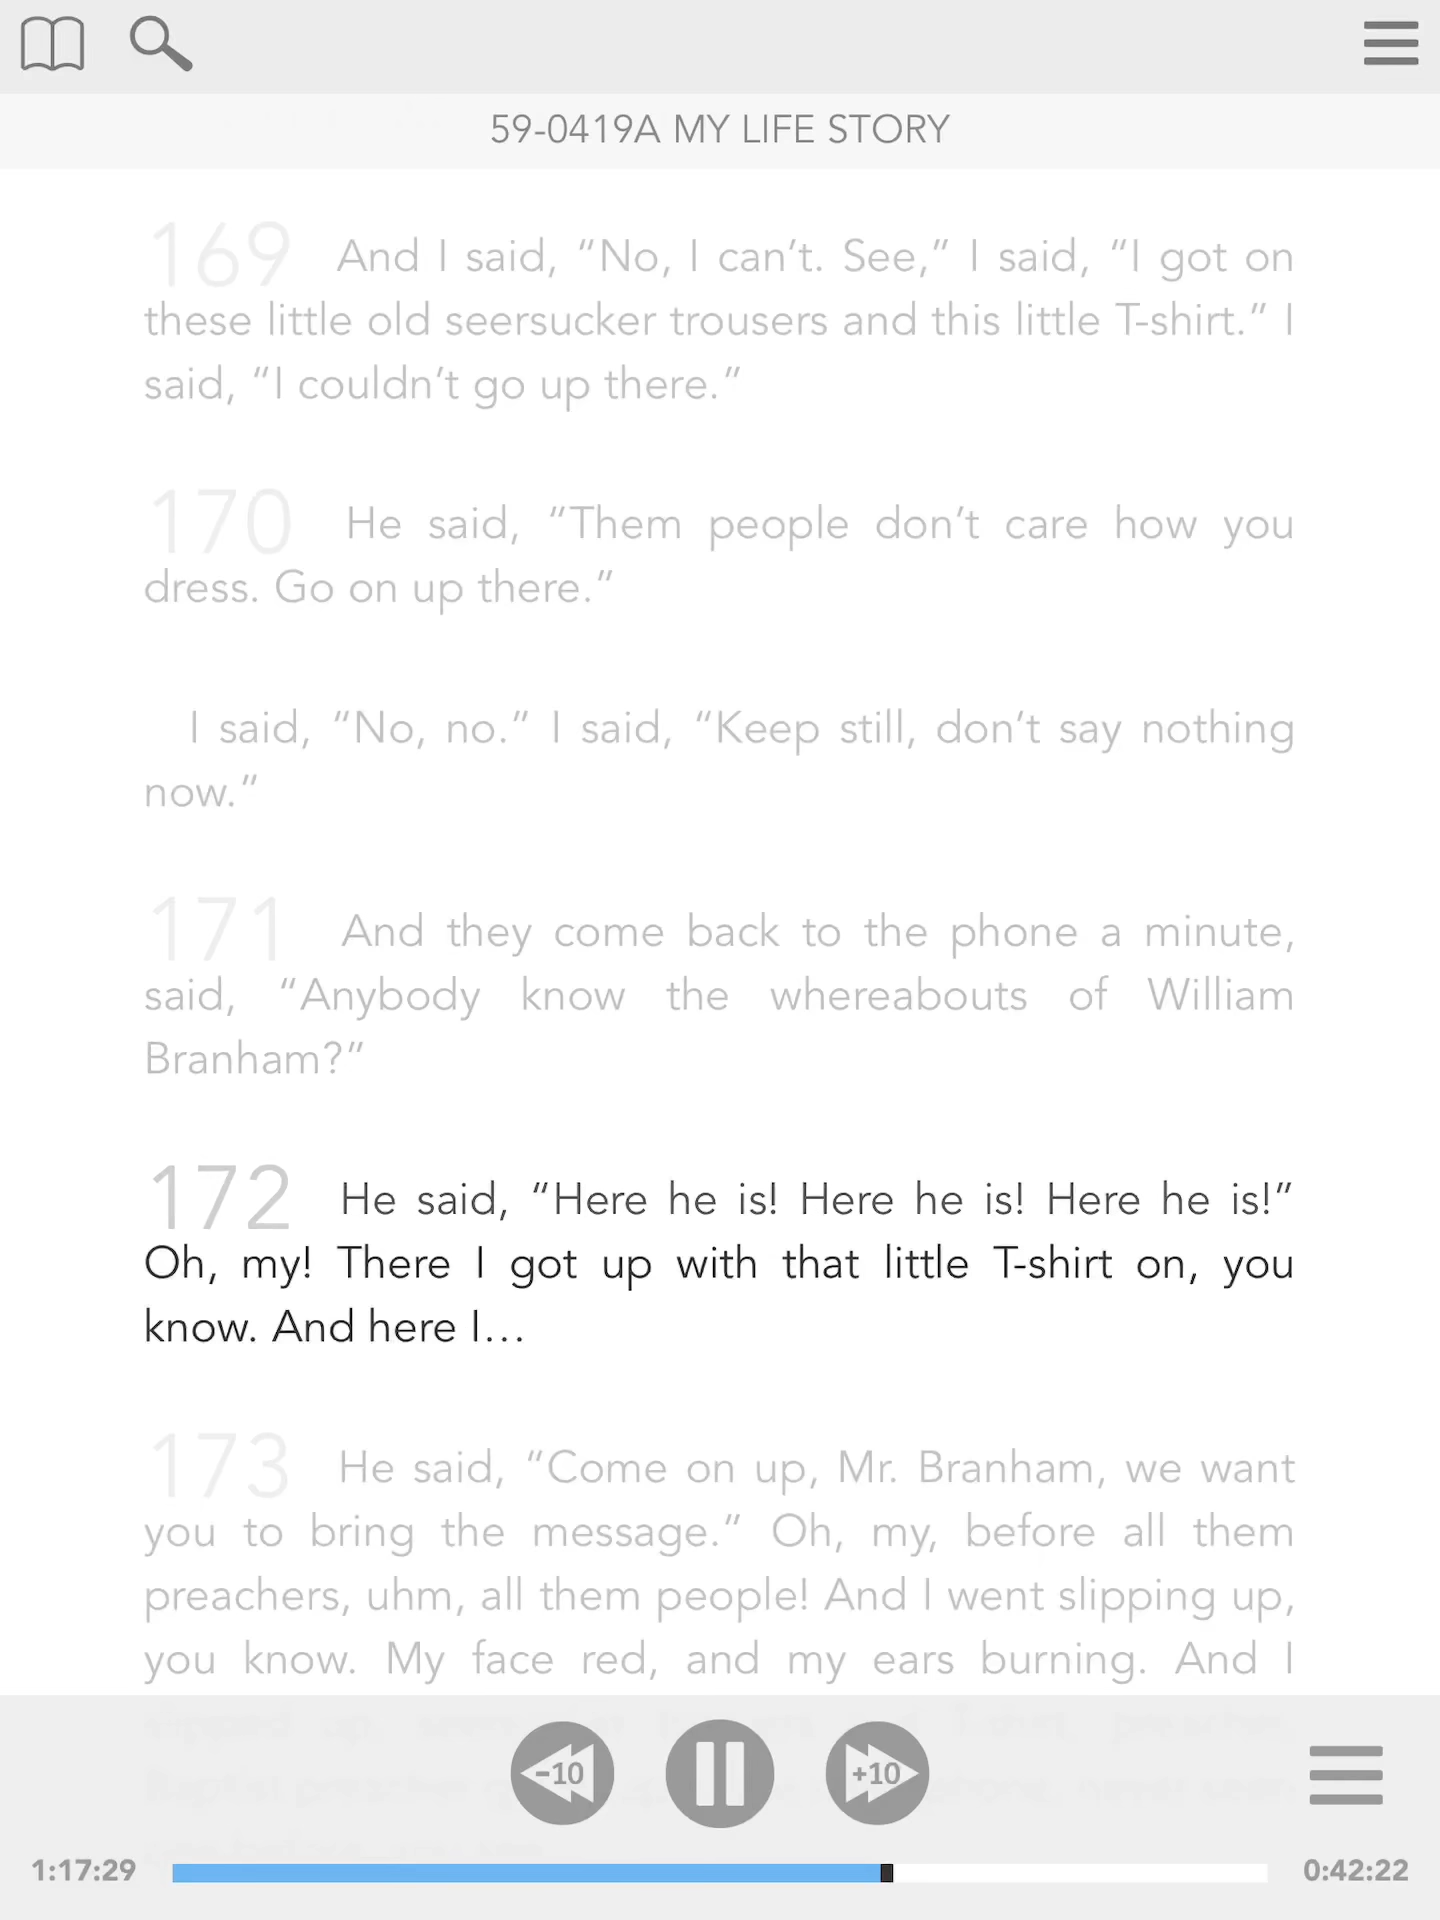 59-0419A MY LIFE STORY
169 And I said, “No, I can’t. See,” I said, “I got on
these little old seersucker trousers and this little T-shirt.” I
said, “I couldn’t go up there.”
170 He said, “Them people don’t care how you
dress. Go on up there.”
I said, “No, no.” I said, “Keep still, don’t say nothing
now.”
171 And they come back to the phone a minute,
said, “Anybody know the whereabouts of William
Branham?”
172 He said, “Here he is! Here he is! Here he is!”
Oh, my! There I got up with that little T-shirt on, you
know. And here I…
173 He said, “Come on up, Mr. Branham, we want
you to bring the message.” Oh, my, before all them
preachers, uhm, all them people! And I went slipping up,
you know. My face red, and my ears burning. And I
-10 +10
1:17:29 0:42:22